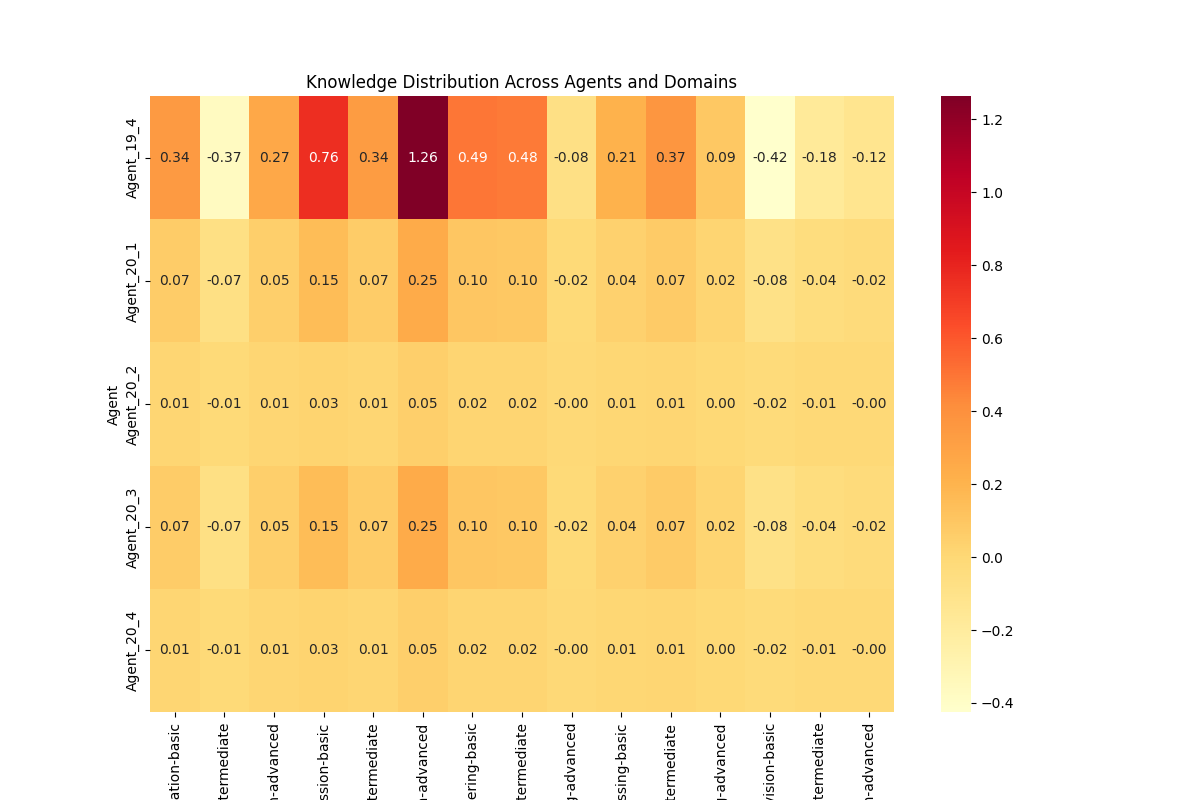 Knowledge Distribution Across Agents and Domains
Agent
Agent_19_4
0.34 -0.37 0.27 0.76 0.34 1.26 0.49 0.48 -0.08 0.21 0.37 0.09 -0.42 -0.18 -0.12
Agent_20_1
0.07 -0.07 0.05 0.15 0.07 0.25 0.10 0.10 -0.02 0.04 0.07 0.02 -0.08 -0.04 -0.02
Agent_20_2
0.01 -0.01 0.01 0.03 0.01 0.05 0.02 0.02 -0.00 0.01 0.01 0.00 -0.02 -0.01 -0.00
Agent_20_3
0.07 -0.07 0.05 0.15 0.07 0.25 0.10 0.10 -0.02 0.04 0.07 0.02 -0.08 -0.04 -0.02
Agent_20_4
0.01 -0.01 0.01 0.03 0.01 0.05 0.02 0.02 -0.00 0.01 0.01 0.00 -0.02 -0.01 -0.00
ation-basic
termediate
-advanced
ssion-basic
termediate
-advanced
ering-basic
termediate
g-advanced
ssing-basic
termediate
g-advanced
vision-basic
termediate
-advanced
1.2
1.0
0.8
0.6
0.4
0.2
0.0
−0.2
−0.4